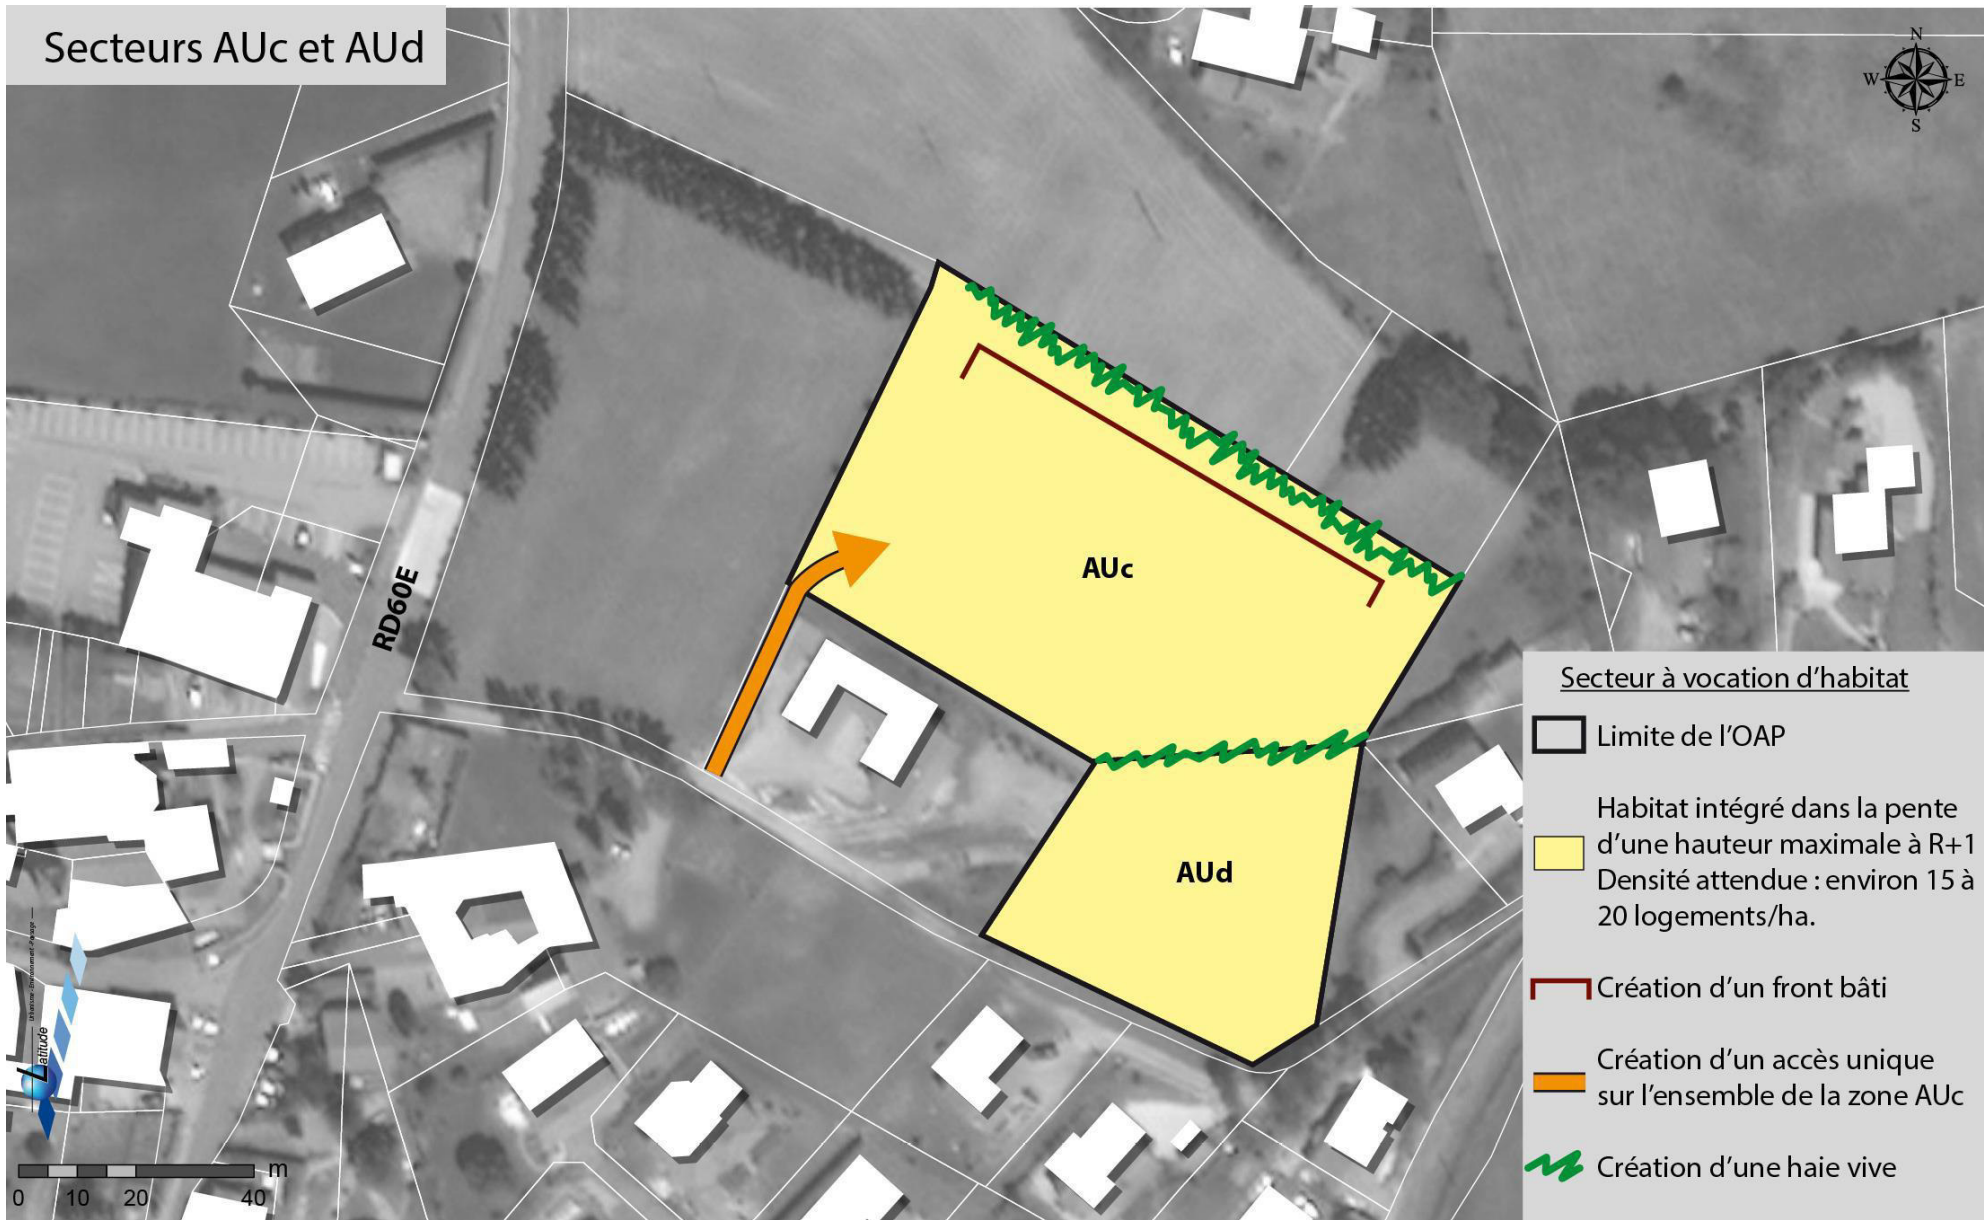 Secteurs AUc et AUd
N
W
E
S
RD60E
AUc
AUd
Secteur à vocation d’habitat
Limite de l’OAP
Habitat intégré dans la pente
d’une hauteur maximale à R+1
Densité attendue : environ 15 à
20 logements/ha.
Création d’un front bâti
Création d’un accès unique
sur l’ensemble de la zone AUc
Création d’une haie vive
Latitude
m
0 10 20 40